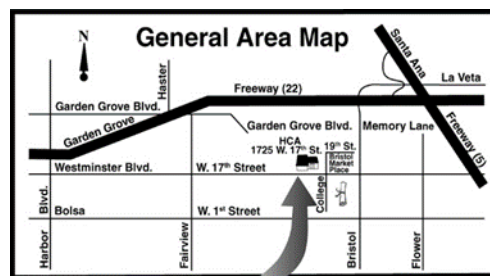 General Area Map
N
Haster
Santa Ana
La Veta
Freeway (22)
Garden Grove Blvd.
Garden Grove
Garden Grove Blvd.
Memory Lane
Freeway (5)
HCA
1725 W. 17th St.
19th St.
Bristol
Market
Place
Westminster Blvd.
W. 17th Street
College
Blvd.
Bolsa
W. 1st Street
Harbor
Fairview
Bristol
Flower